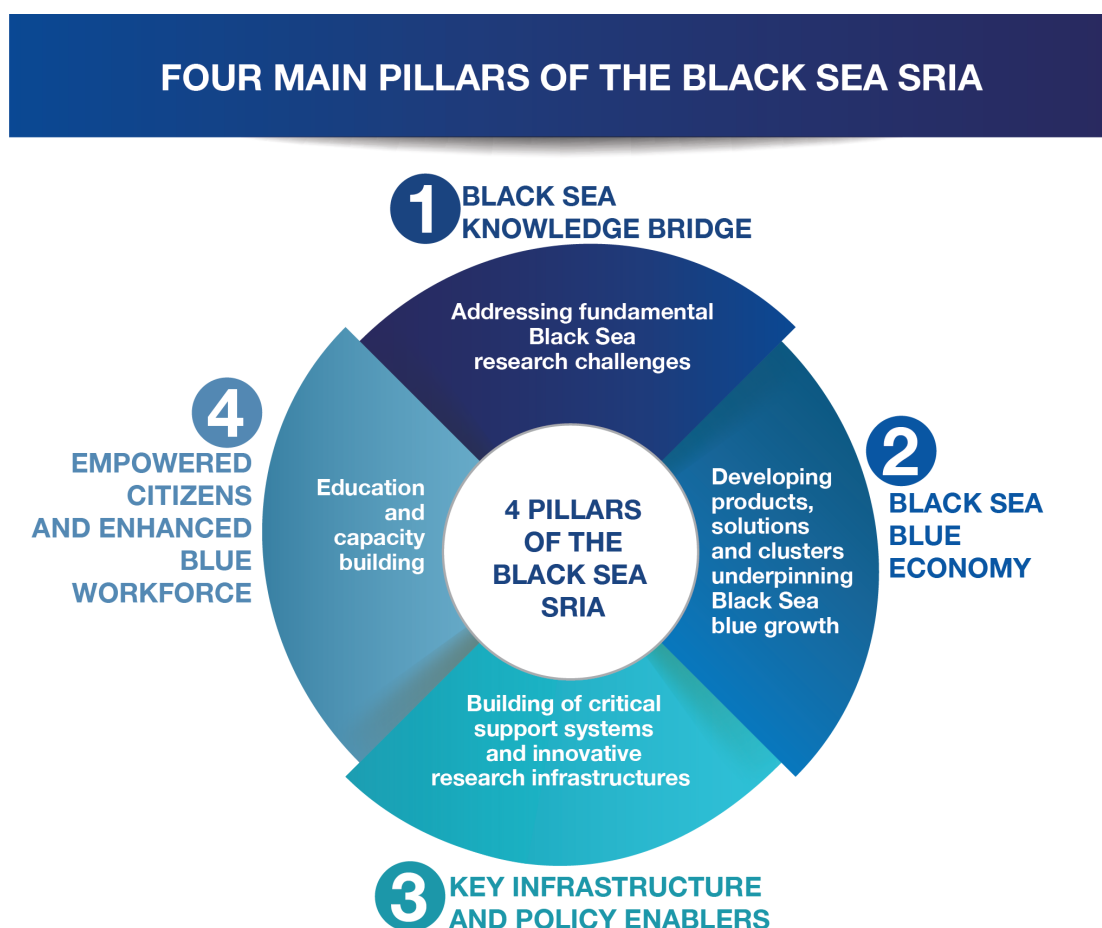 FOUR MAIN PILLARS OF THE BLACK SEA SRIA
1
BLACK SEA
KNOWLEDGE BRIDGE
Addressing fundamental
Black Sea
research challenges
2
BLACK SEA
BLUE
ECONOMY
Developing
products,
solutions
and clusters
underpinning
Black Sea
blue growth
3
KEY INFRASTRUCTURE
AND POLICY ENABLERS
Building of critical
support systems
and innovative
research infrastructures
4
EMPOWERED
CITIZENS
AND ENHANCED
BLUE
WORKFORCE
Education
and
capacity
building
4 PILLARS
OF THE
BLACK SEA
SRIA